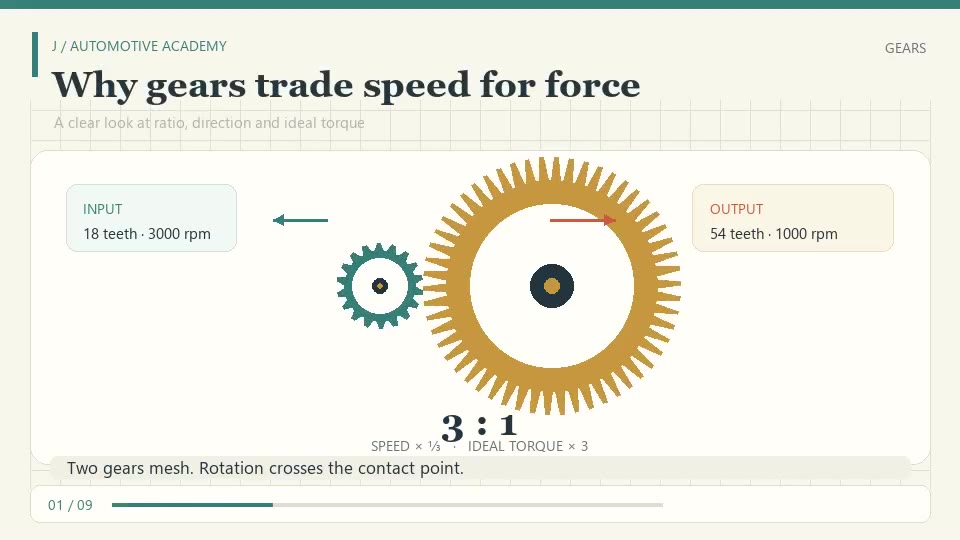 J / AUTOMOTIVE ACADEMY
GEARS
Why gears trade speed for force
A clear look at ratio, direction and ideal torque
INPUT
18 teeth · 3000 rpm
OUTPUT
54 teeth · 1000 rpm
3 : 1
SPEED × ⅓ · IDEAL TORQUE × 3
Two gears mesh. Rotation crosses the contact point.
01 / 09